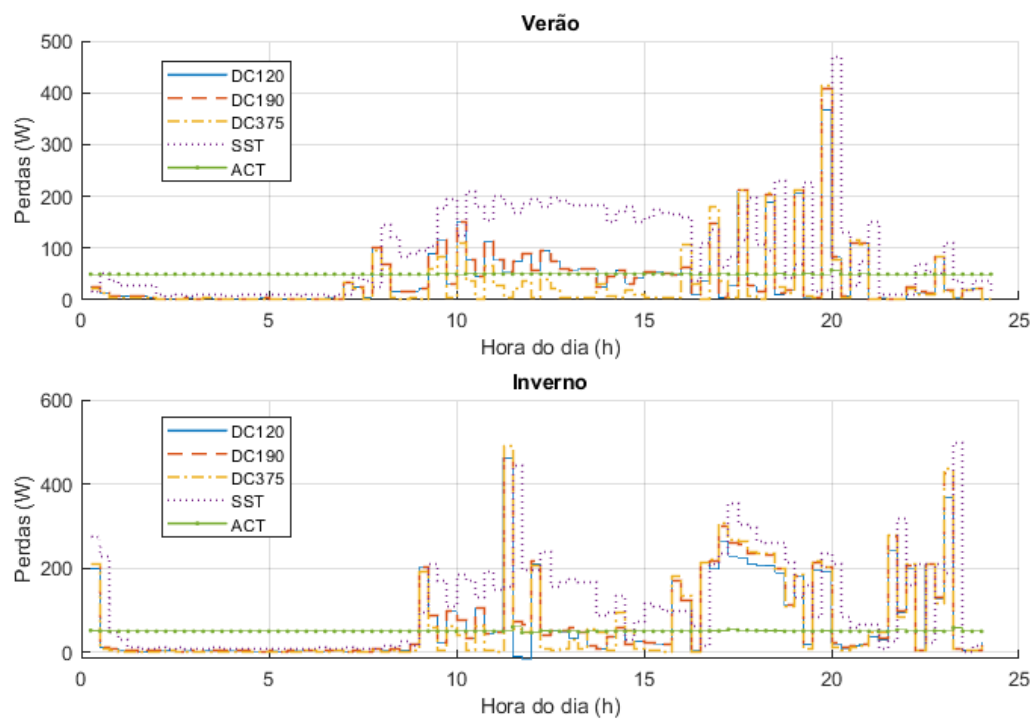 Verão
500
400
300
200
100
0
Perdas (W)
DC120
DC190
DC375
SST
ACT
0 5 10 15 20 25
Hora do dia (h)
Inverno
600
400
200
0
Perdas (W)
DC120
DC190
DC375
SST
ACT
0 5 10 15 20 25
Hora do dia (h)